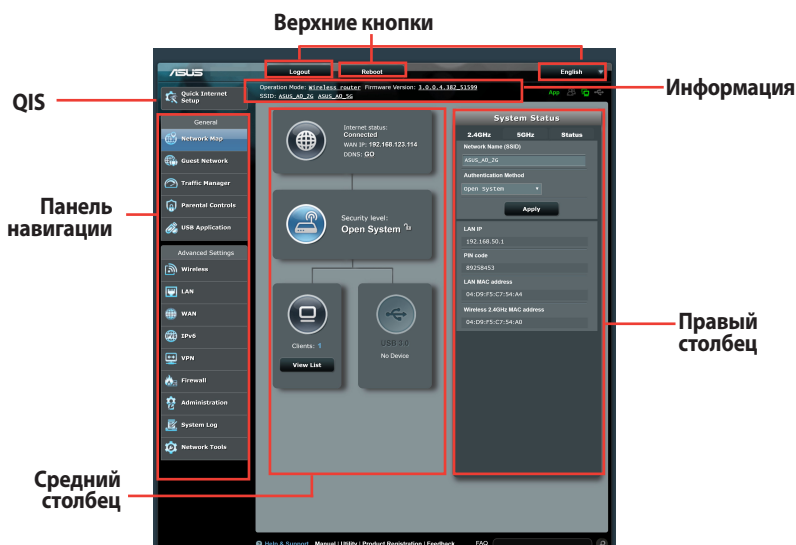 Верхние кнопки
Информация
QIS
Панель
навигации
Средний
столбец
Правый
столбец
ASUS
Logout
Reboot
English
Quick Internet
Setup
Operation Mode: Wireless router Firmware Version: 3.0.0.4.382_51599
SSID: ASUS_A0_2G ASUS_A0_5G
App
General
Network Map
Guest Network
Traffic Manager
Parental Controls
USB Application
Advanced Settings
Wireless
LAN
WAN
IPv6
VPN
Firewall
Administration
System Log
Network Tools
Internet status:
Connected
WAN IP: 192.168.123.114
DDNS: GO
Security level:
Open System
Clients: 1
View List
USB 3.0
No Device
System Status
2.4GHz 5GHz Status
Network Name (SSID)
ASUS_A0_2G
Authentication Method
Open System
Apply
LAN IP
192.168.50.1
PIN code
89258453
LAN MAC address
04:D9:F5:C7:54:A4
Wireless 2.4GHz MAC address
04:D9:F5:C7:54:A0
Help & Support Manual | Utility | Product Registration | Feedback FAQ